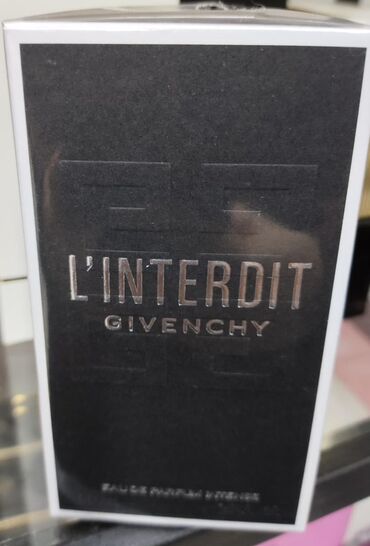 L'INTERDIT
GIVENCHY
EAU DE PARFUM INTENSE